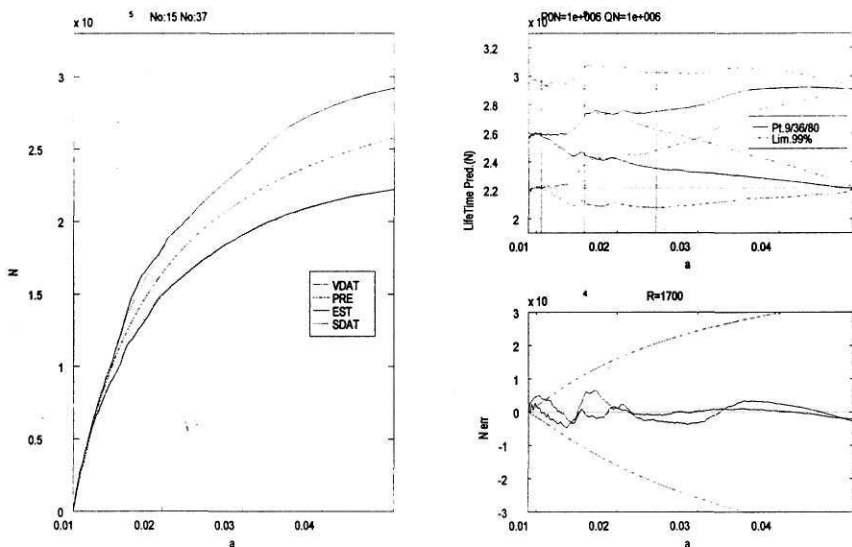 x 10
5
No:15 No:37
3
2.5
2
1.5
1
0.5
0
N
VDAT
PRE
EST
SDAT
0.01
0.02
0.03
0.04
a
x 10
P0N=1e+006 QN=1e+006
3.2
3
2.8
2.6
2.4
2.2
2
LifeTime Pred.(N)
Pt.9/36/80
Lim.99%
0.01
0.02
0.03
0.04
a
x 10
4
R=1700
3
2
1
0
-1
-2
-3
N err
0.01
0.02
0.03
0.04
a